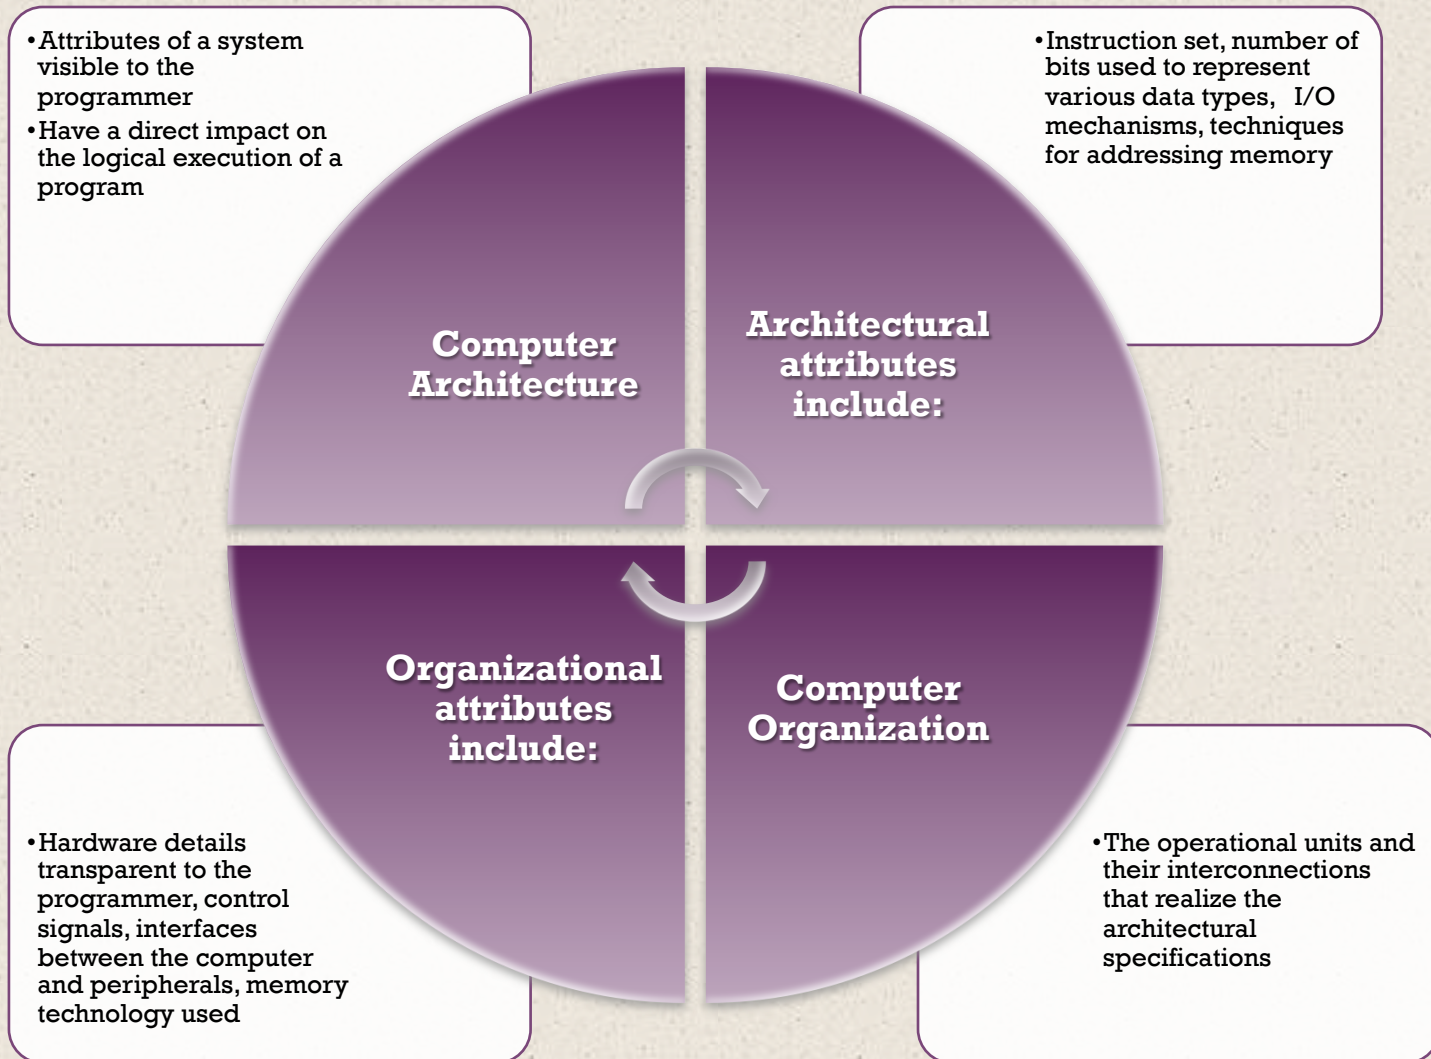 •Attributes of a system
visible to the
programmer
•Have a direct impact on
the logical execution of a
program
•Instruction set, number of
bits used to represent
various data types, I/O
mechanisms, techniques
for addressing memory
Computer
Architecture
Architectural
attributes
include:
Organizational
attributes
include:
Computer
Organization
•Hardware details
transparent to the
programmer, control
signals, interfaces
between the computer
and peripherals, memory
technology used
•The operational units and
their interconnections
that realize the
architectural
specifications